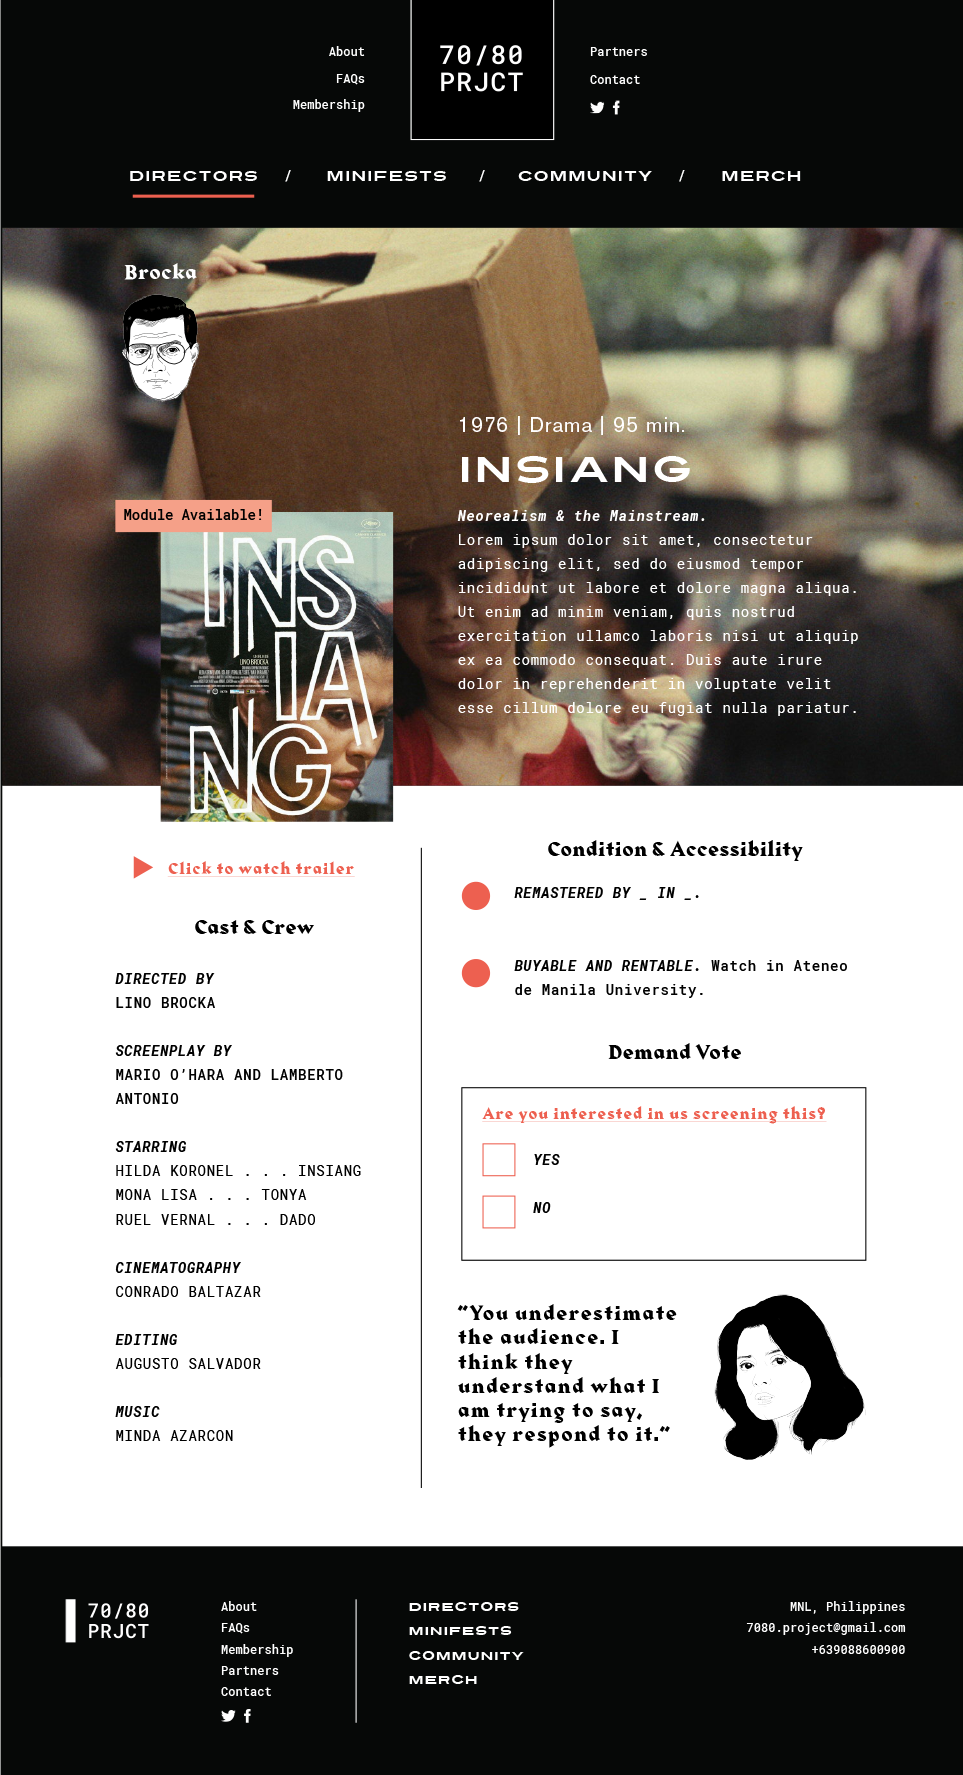 About
FAQs
Membership
70/80
PRJCT
Partners
Contact
DIRECTORS / MINIFESTS / COMMUNITY / MERCH
Brocka
1976 | Drama | 95 min.
INSIANG
Neorealism & the Mainstream.
Lorem ipsum dolor sit amet, consectetur
adipiscing elit, sed do eiusmod tempor
incididunt ut labore et dolore magna aliqua.
Ut enim ad minim veniam, quis nostrud
exercitation ullamco laboris nisi ut aliquip
ex ea commodo consequat. Duis aute irure
dolor in reprehenderit in voluptate velit
esse cillum dolore eu fugiat nulla pariatur.
Module Available!
INS
IA
NG
LINO BROCKA
Click to watch trailer
Cast & Crew
DIRECTED BY
LINO BROCKA
SCREENPLAY BY
MARIO O’HARA AND LAMBERTO
ANTONIO
STARRING
HILDA KORONEL . . . INSIANG
MONA LISA . . . TONYA
RUEL VERNAL . . . DADO
CINEMATOGRAPHY
CONRADO BALTAZAR
EDITING
AUGUSTO SALVADOR
MUSIC
MINDA AZARCON
Condition & Accessibility
REMASTERED BY _ IN _.
BUYABLE AND RENTABLE. Watch in Ateneo
de Manila University.
Demand Vote
Are you interested in us screening this?
YES
NO
“You underestimate
the audience. I
think they
understand what I
am trying to say,
they respond to it.”
70/80
PRJCT
About
FAQs
Membership
Partners
Contact
DIRECTORS
MINIFESTS
COMMUNITY
MERCH
MNL, Philippines
7080.project@gmail.com
+639088600900